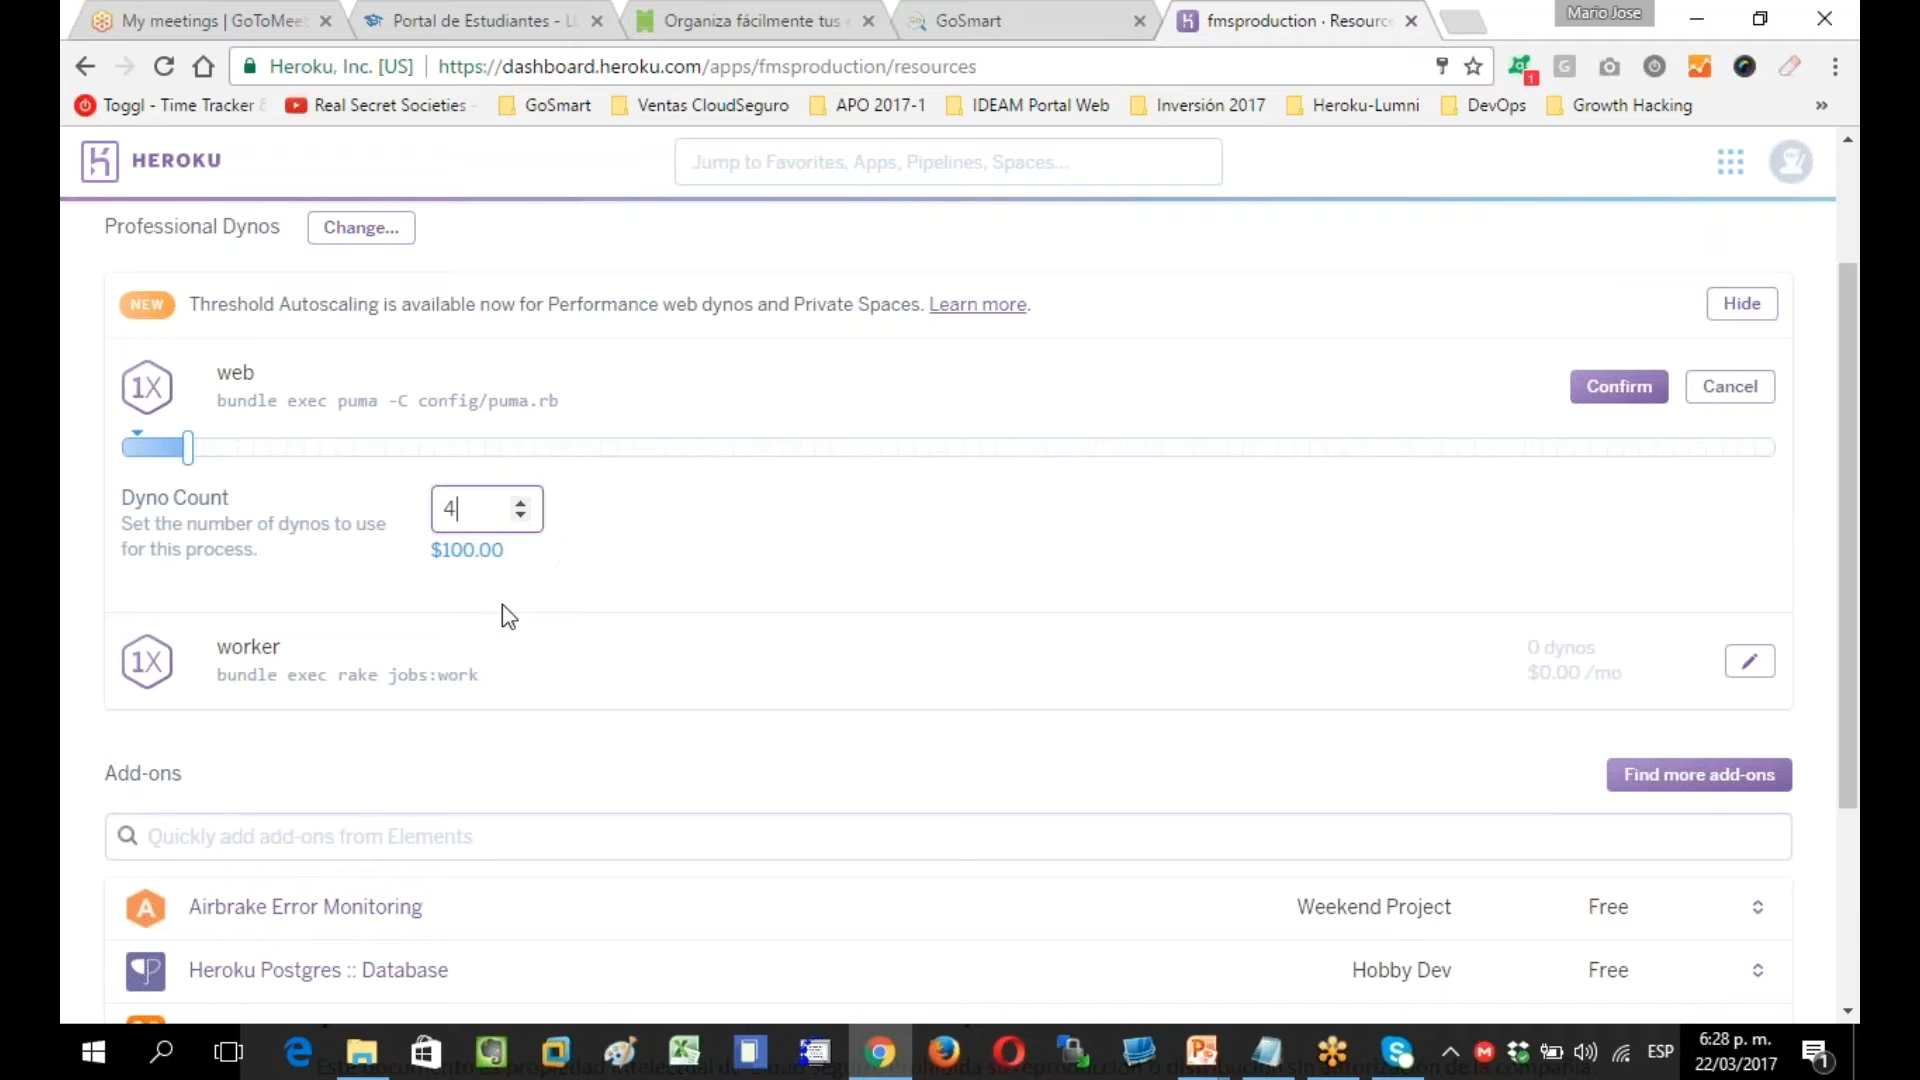 My meetings | GoToMee
Portal de Estudiantes - L
Organiza fácilmente tus
GoSmart
fmsproduction · Resourc
Mario Jose
Heroku, Inc. [US]
https://dashboard.heroku.com/apps/fmsproduction/resources
1
Toggl - Time Tracker
Real Secret Societies -
GoSmart
Ventas CloudSeguro
APO 2017-1
IDEAM Portal Web
Inversión 2017
Heroku-Lumni
DevOps
Growth Hacking
»
HEROKU
Jump to Favorites, Apps, Pipelines, Spaces...
Professional Dynos
Change...
NEW
Threshold Autoscaling is available now for Performance web dynos and Private Spaces. Learn more.
Hide
1X
web
bundle exec puma -C config/puma.rb
Confirm
Cancel
Dyno Count
Set the number of dynos to use
for this process.
4
$100.00
1X
worker
bundle exec rake jobs:work
0 dynos
$0.00 /mo
Add-ons
Find more add-ons
Quickly add add-ons from Elements
Airbrake Error Monitoring
Weekend Project
Free
Heroku Postgres :: Database
Hobby Dev
Free
ESP
6:28 p. m.
22/03/2017
1